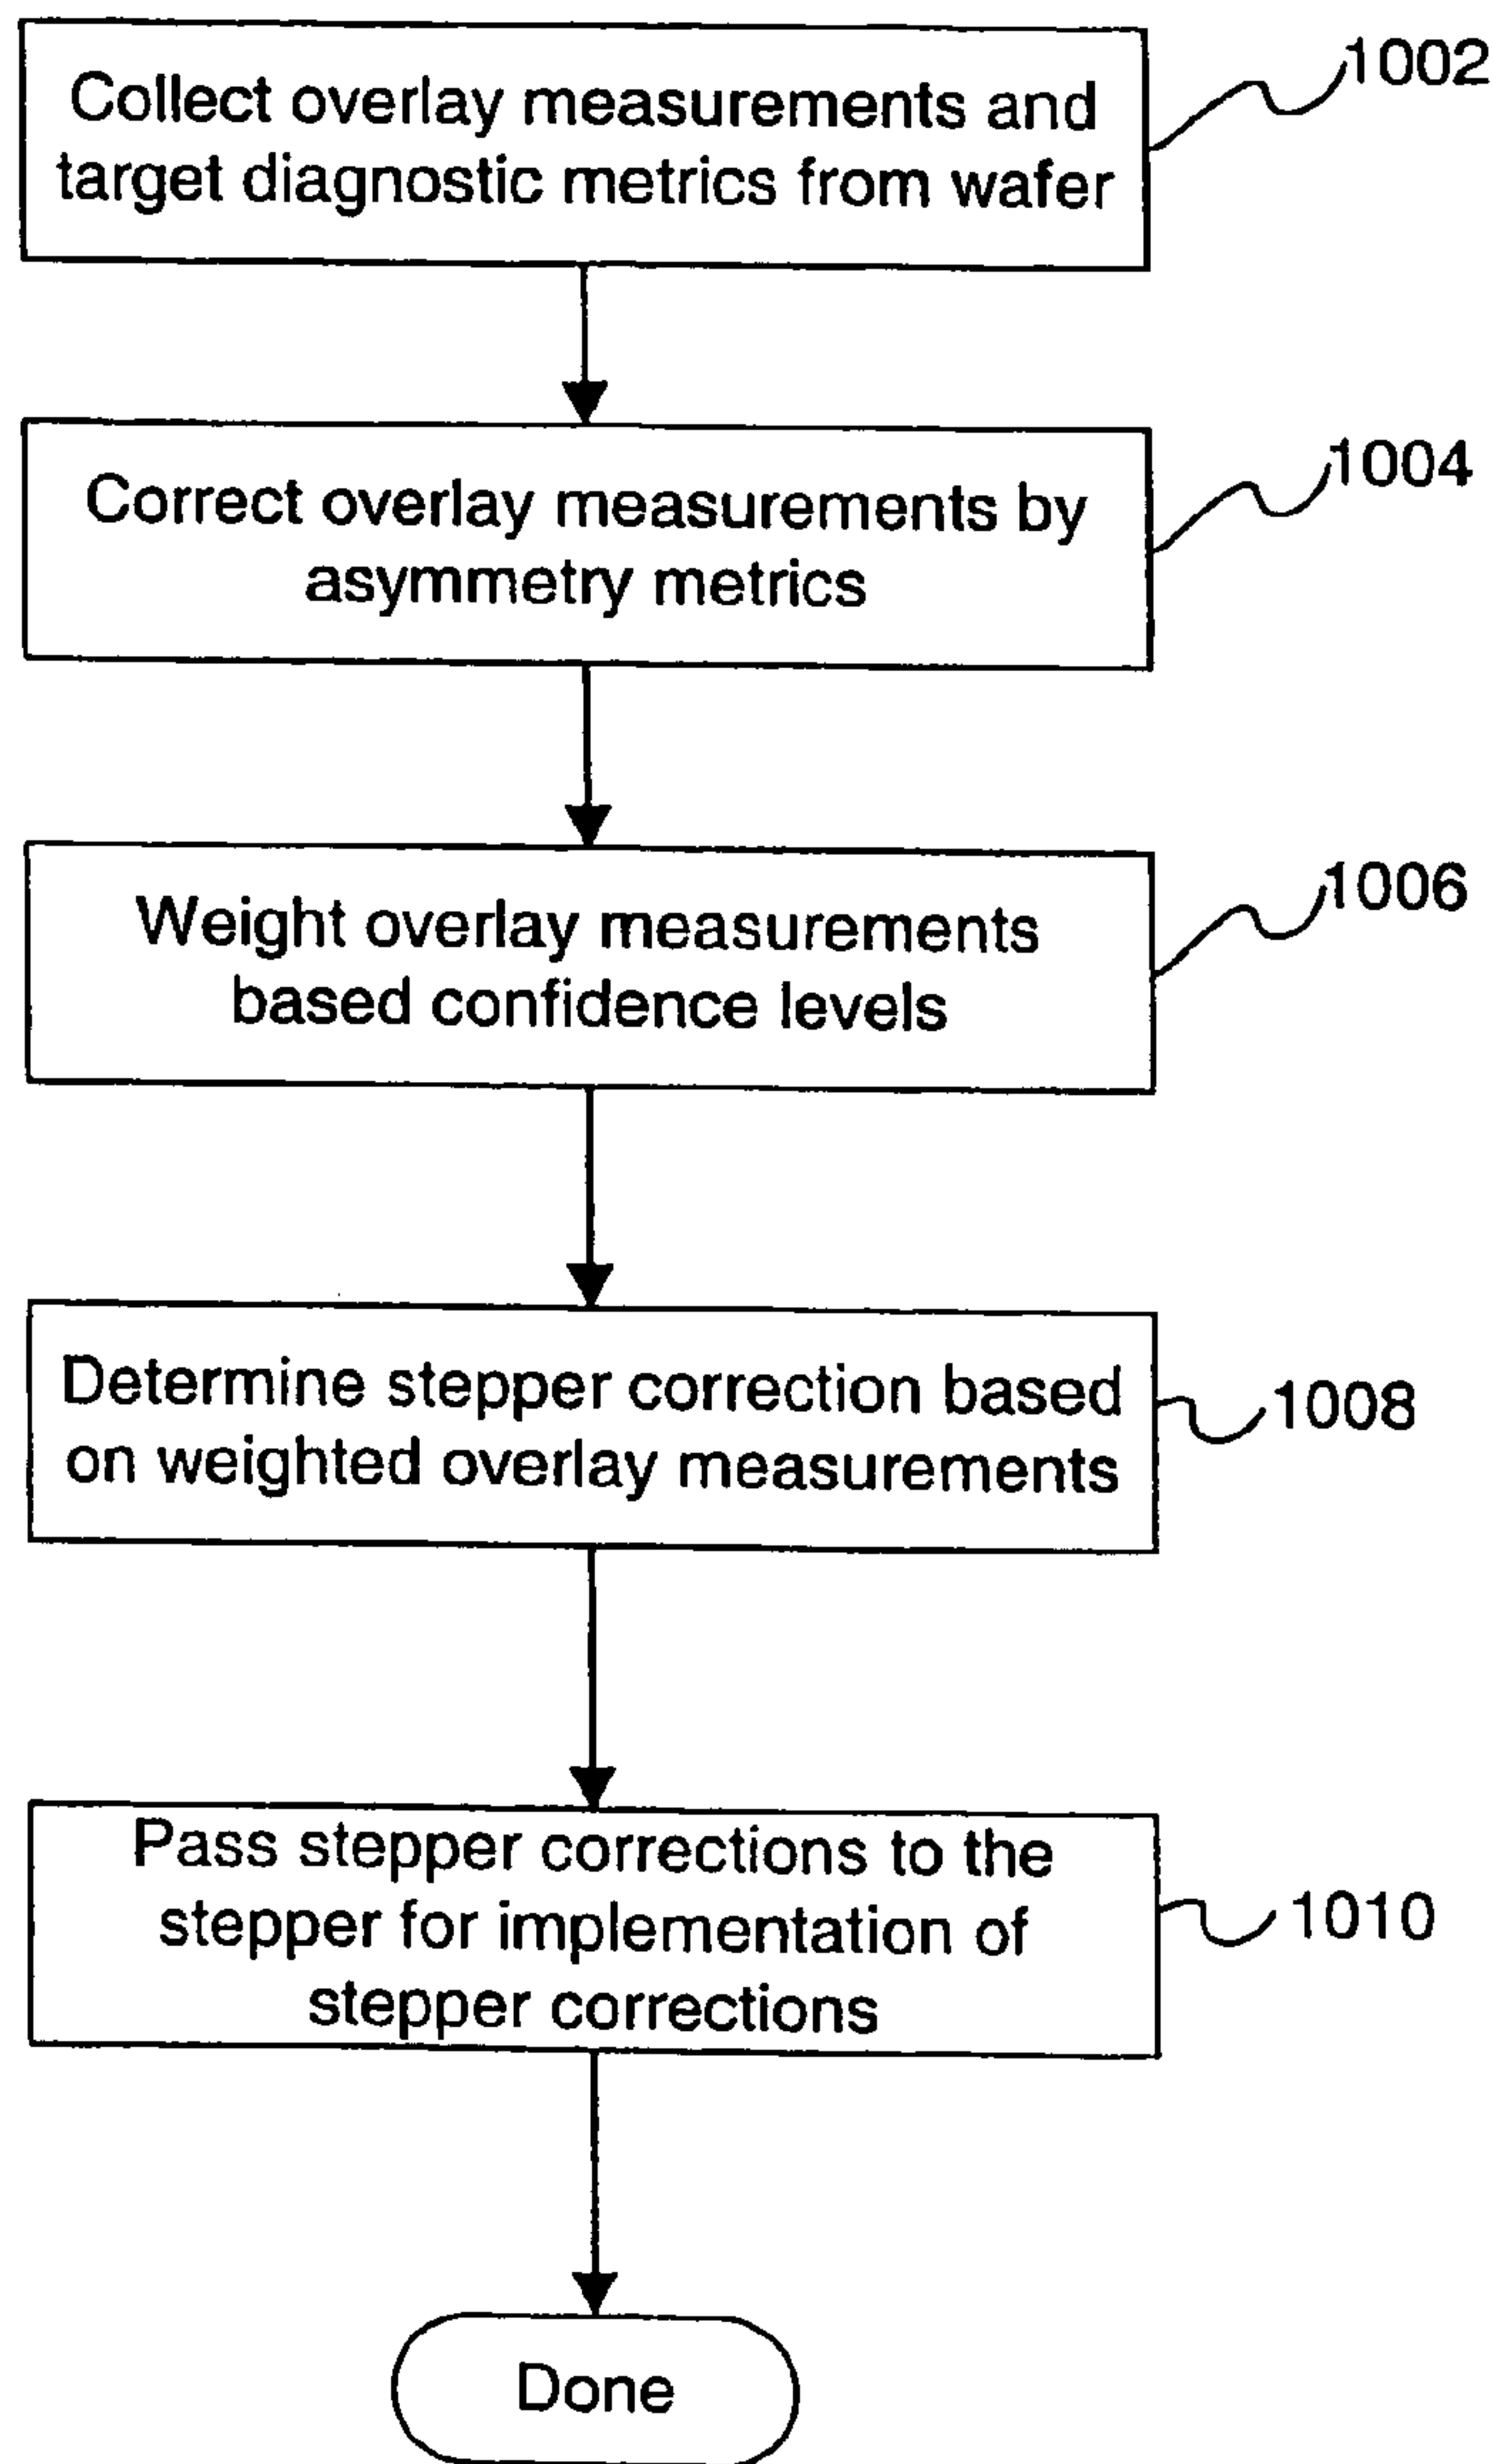 Collect overlay measurements and
target diagnostic metrics from wafer
1002
Correct overlay measurements by
asymmetry metrics
1004
Weight overlay measurements
based confidence levels
1006
Determine stepper correction based
on weighted overlay measurements
1008
Pass stepper corrections to the
stepper for implementation of
stepper corrections
1010
Done